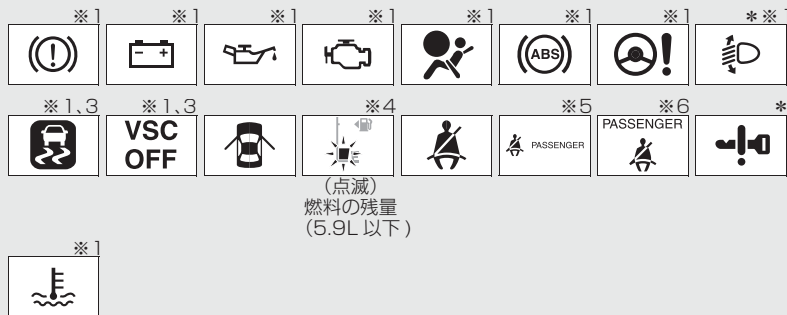 ※1 ※1 ※1 ※1 ※1 ※1 ※1 *※1
ABS
※1、3 ※1、3 ※4 ※5 ※6 *
VSC
OFF
PASSENGER
PASSENGER
E
（点滅）
燃料の残量
（5.9L 以下）
※1